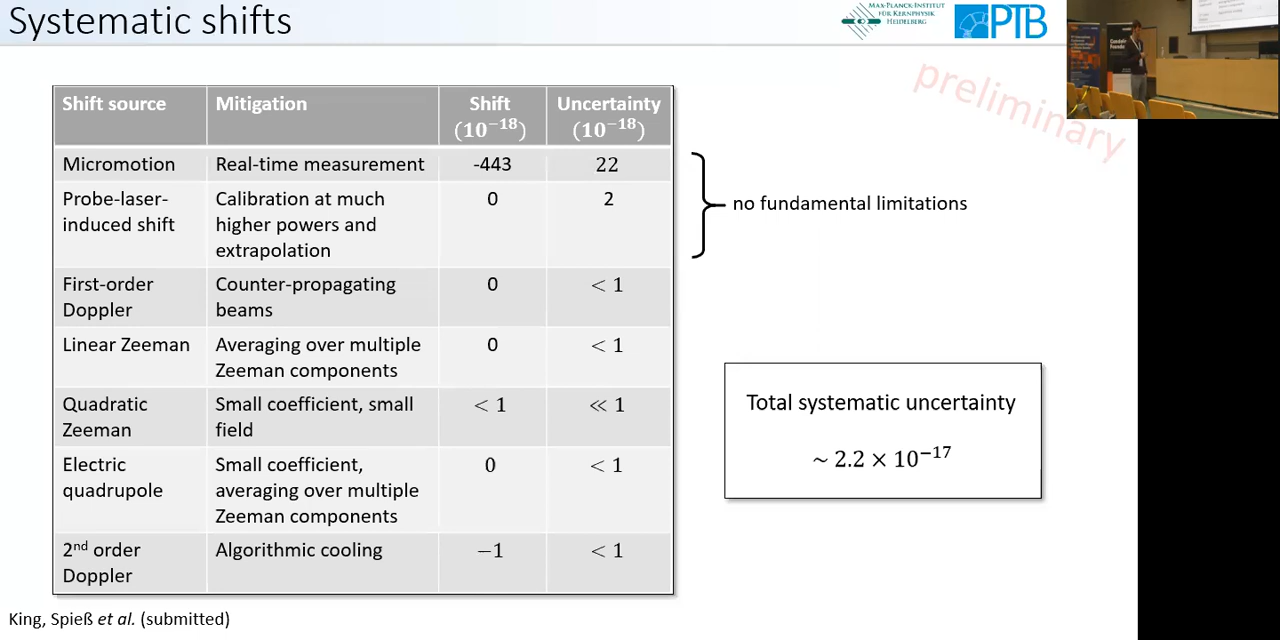 Systematic shifts
MAX-PLANCK-INSTITUT
FÜR KERNPHYSIK
HEIDELBERG
PTB
preliminary
Shift source Mitigation Shift Uncertainty
(10⁻¹⁸) (10⁻¹⁸)
Micromotion Real-time measurement -443 22
Probe-laser- Calibration at much 0 2
induced shift higher powers and
extrapolation
no fundamental limitations
First-order Counter-propagating 0 < 1
Doppler beams
Linear Zeeman Averaging over multiple 0 < 1
Zeeman components
Quadratic Small coefficient, small < 1 ≪ 1
Zeeman field
Electric Small coefficient, 0 < 1
quadrupole averaging over multiple
Zeeman components
2ⁿᵈ order Algorithmic cooling −1 < 1
Doppler
Total systematic uncertainty
~ 2.2 × 10⁻¹⁷
King, Spieß et al. (submitted)